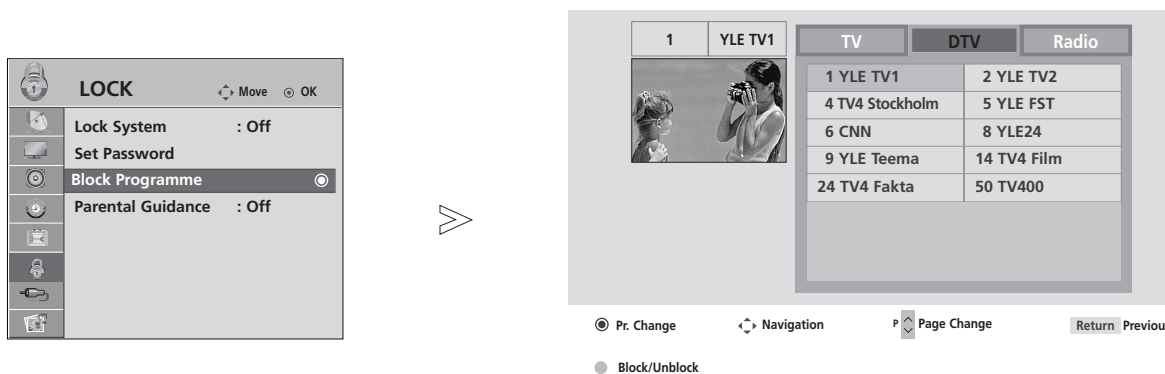 LOCK
Move OK
Lock System : Off
Set Password
Block Programme
Parental Guidance : Off
1 YLE TV1
TV DTV Radio
1 YLE TV1 2 YLE TV2
4 TV4 Stockholm 5 YLE FST
6 CNN 8 YLE24
9 YLE Teema 14 TV4 Film
24 TV4 Fakta 50 TV400
Pr. Change Navigation P Page Change Return Previou
Block/Unblock